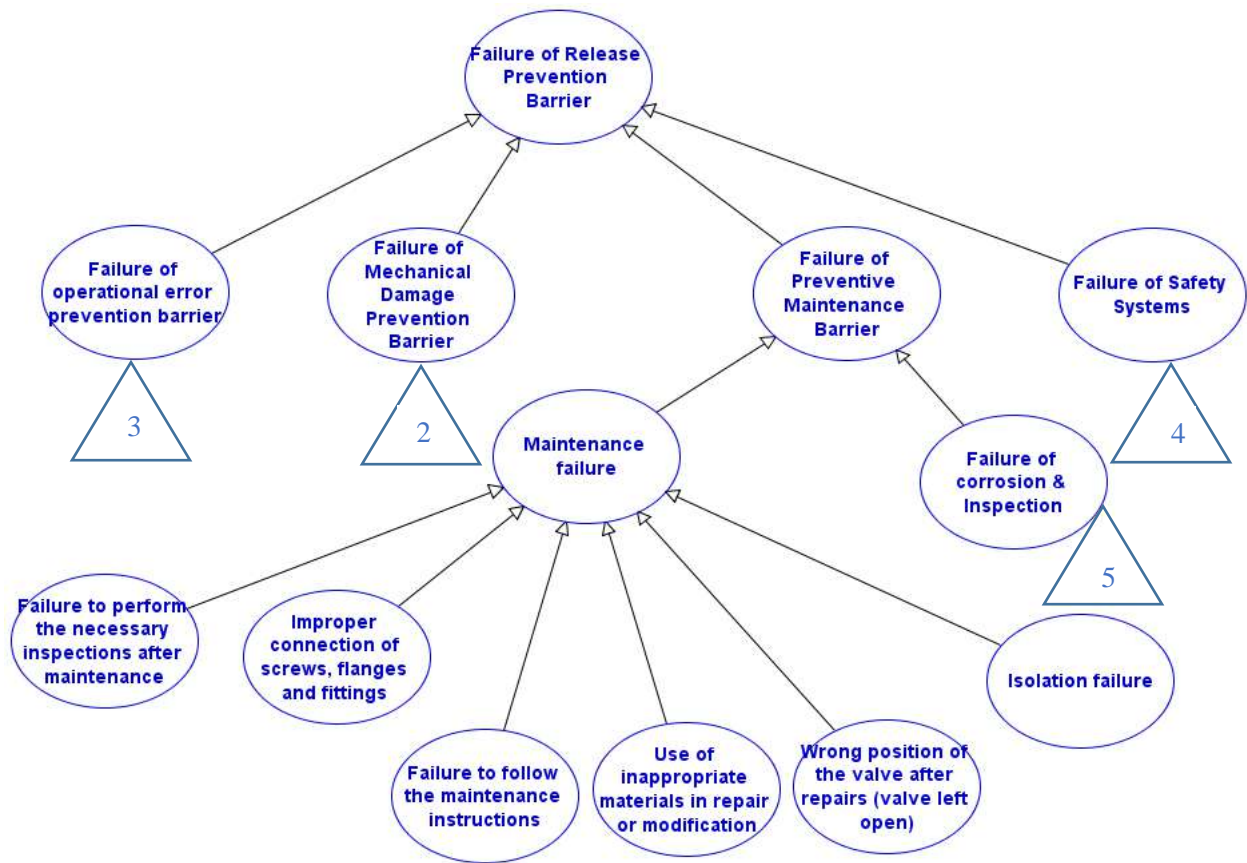 Failure of Release
Prevention
Barrier
Failure of
operational error
prevention barrier
Failure of
Mechanical
Damage
Prevention
Barrier
Failure of
Preventive
Maintenance
Barrier
Failure of Safety
Systems
3
2
4
Maintenance
failure
Failure of
corrosion &
Inspection
5
Failure to perform
the necessary
inspections after
maintenance
Improper
connection of
screws, flanges
and fittings
Failure to follow
the maintenance
instructions
Use of
inappropriate
materials in repair
or modification
Wrong position of
the valve after
repairs (valve left
open)
Isolation failure